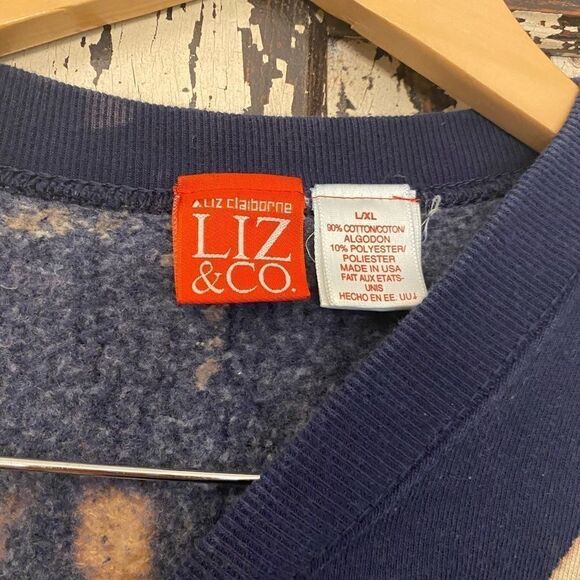 LIZ claiborne
LIZ
&CO.
L/XL
90% COTTON/COTON/
ALGODON
10% POLYESTER/
POLIESTER
MADE IN USA
FAIT AUX ETATS-
UNIS
HECHO EN EE. UU.